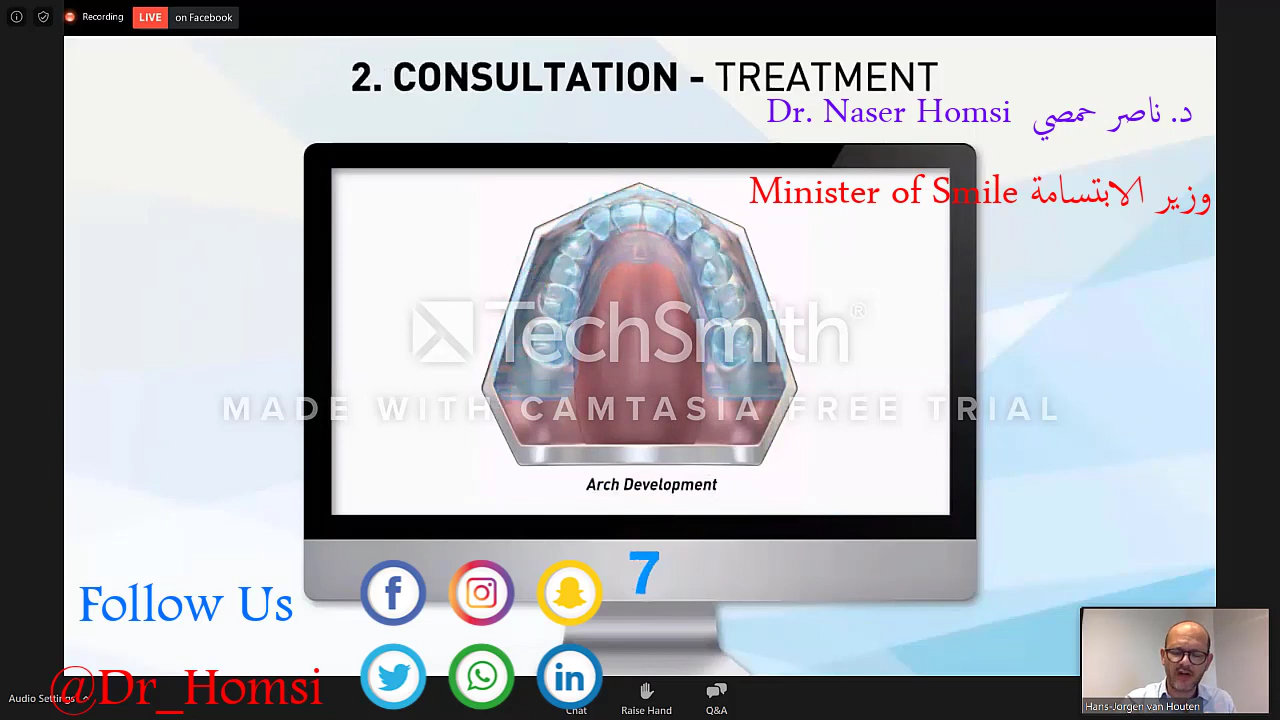 Recording
LIVE on Facebook
2. CONSULTATION - TREATMENT
Dr. Naser Homsi د. ناصر حمصي
Minister of Smile وزير الابتسامة
TechSmith®
MADE WITH CAMTASIA FREE TRIAL
Arch Development
7
Follow Us
@Dr_Homsi
Audio Settings
Chat
Raise Hand
Q&A
Hans-Jorgen van Houten